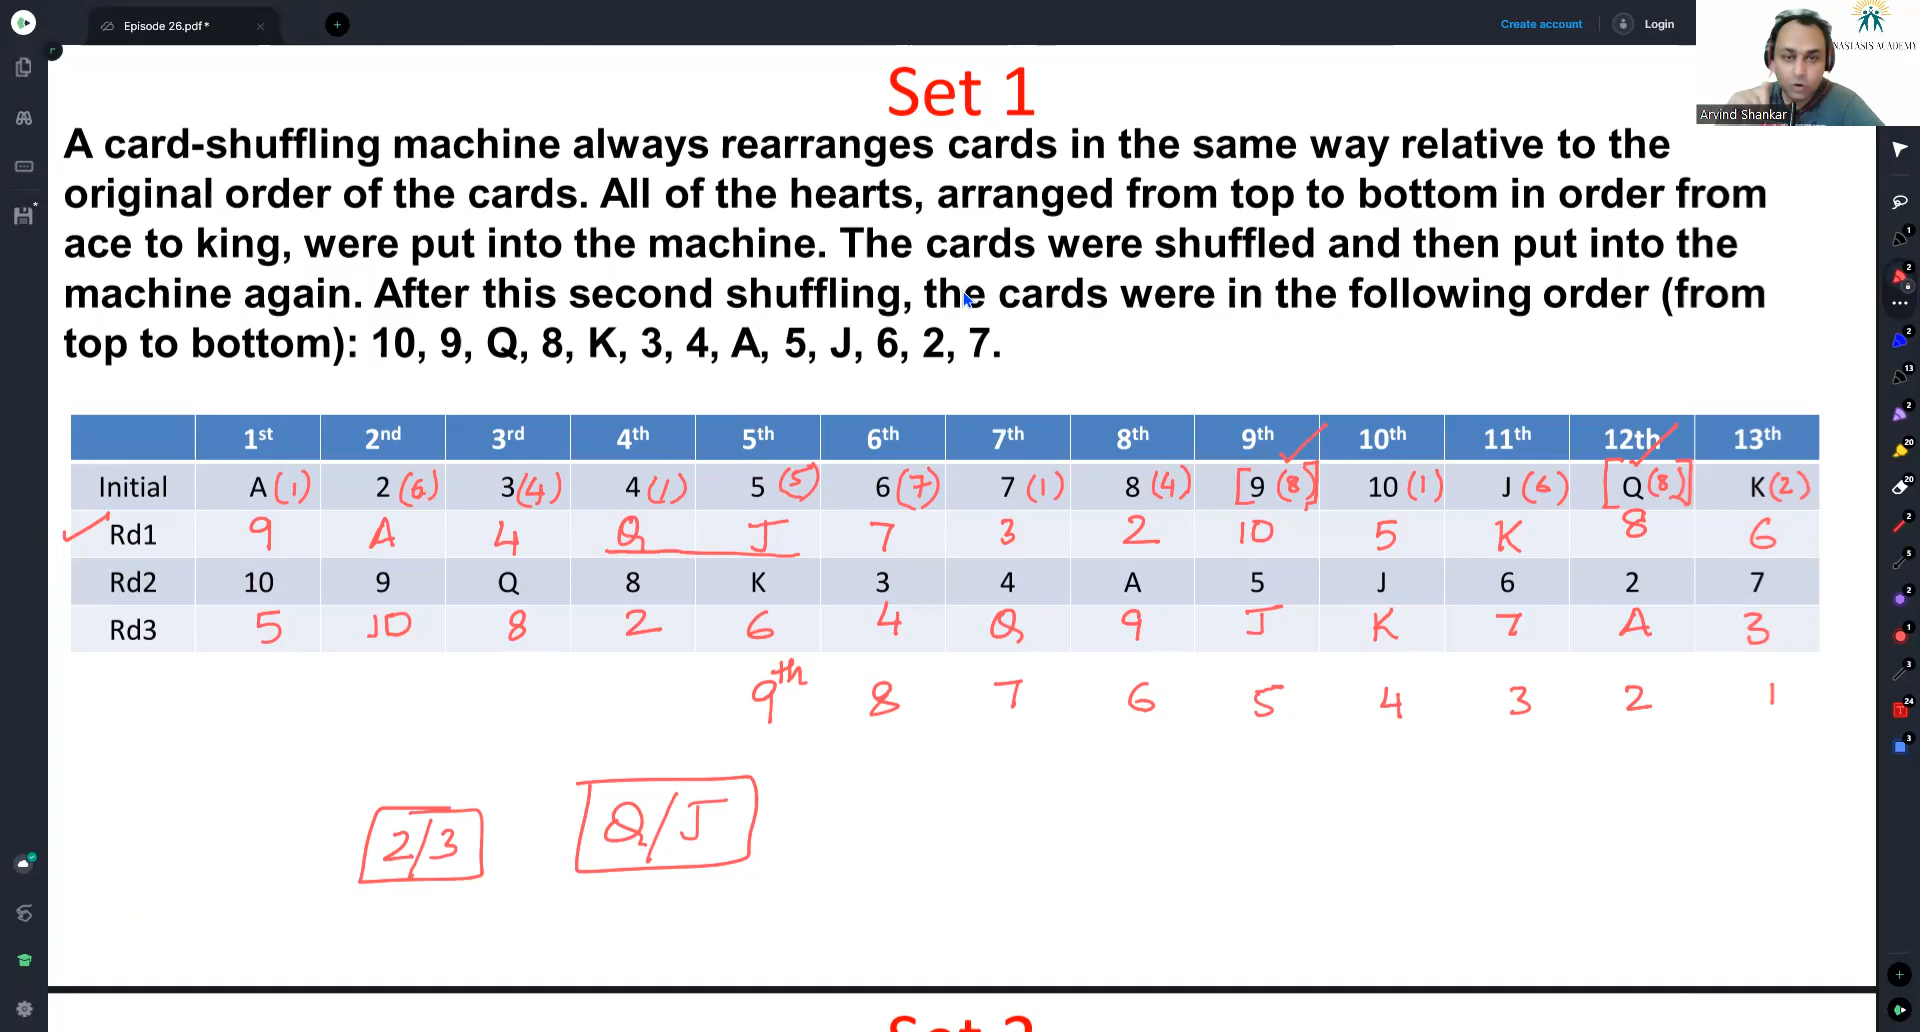 Episode 26.pdf*
Create account
Login
NASTASIS ACADEMY
Arvind Shankar
Set 1
A card-shuffling machine always rearranges cards in the same way relative to the
original order of the cards. All of the hearts, arranged from top to bottom in order from
ace to king, were put into the machine. The cards were shuffled and then put into the
machine again. After this second shuffling, the cards were in the following order (from
top to bottom): 10, 9, Q, 8, K, 3, 4, A, 5, J, 6, 2, 7.
1st 2nd 3rd 4th 5th 6th 7th 8th 9th 10th 11th 12th 13th
Initial A (1) 2 (6) 3 (4) 4 (1) 5 (5) 6 (7) 7 (1) 8 (4) [9 (8)] 10 (1) J (6) [Q (8)] K (2)
Rd1 9 A 4 Q J 7 3 2 10 5 K 8 6
Rd2 10 9 Q 8 K 3 4 A 5 J 6 2 7
Rd3 5 10 8 2 6 4 Q 9 J K 7 A 3
9th 8 7 6 5 4 3 2 1
2/3 Q/J